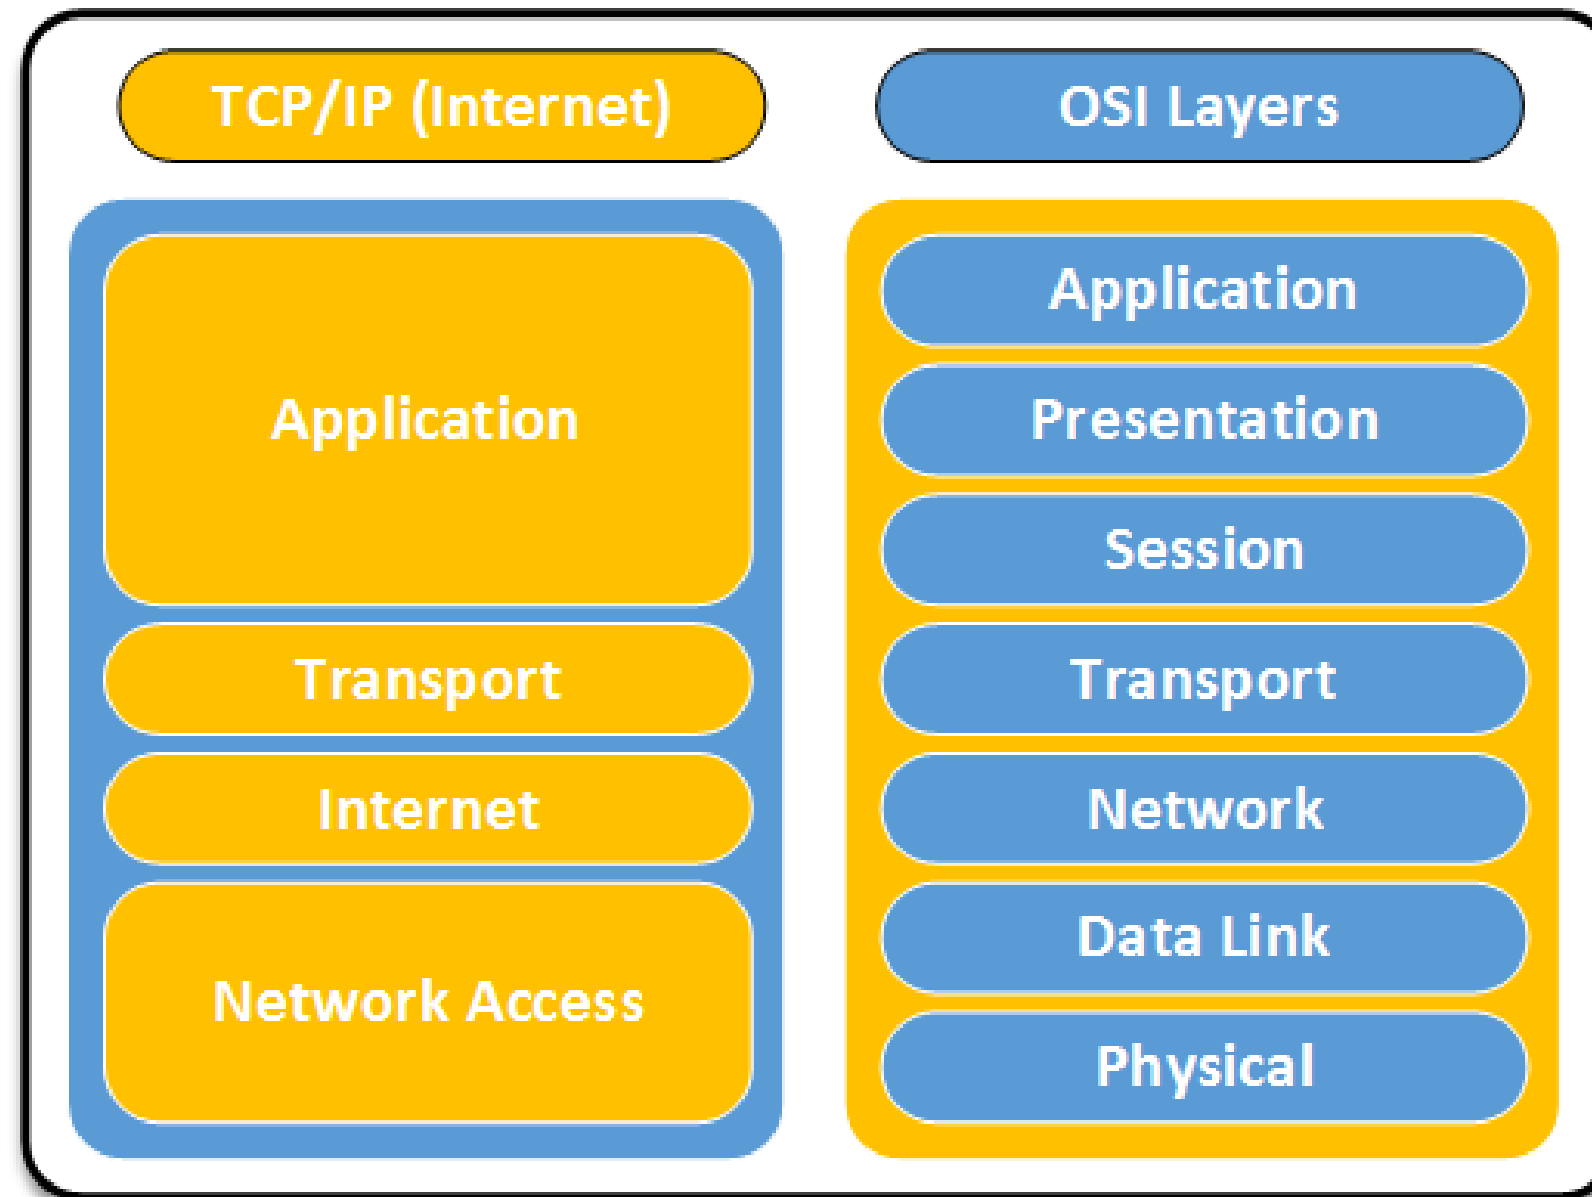 TCP/IP (Internet)
Application
Transport
Internet
Network Access
OSI Layers
Application
Presentation
Session
Transport
Network
Data Link
Physical